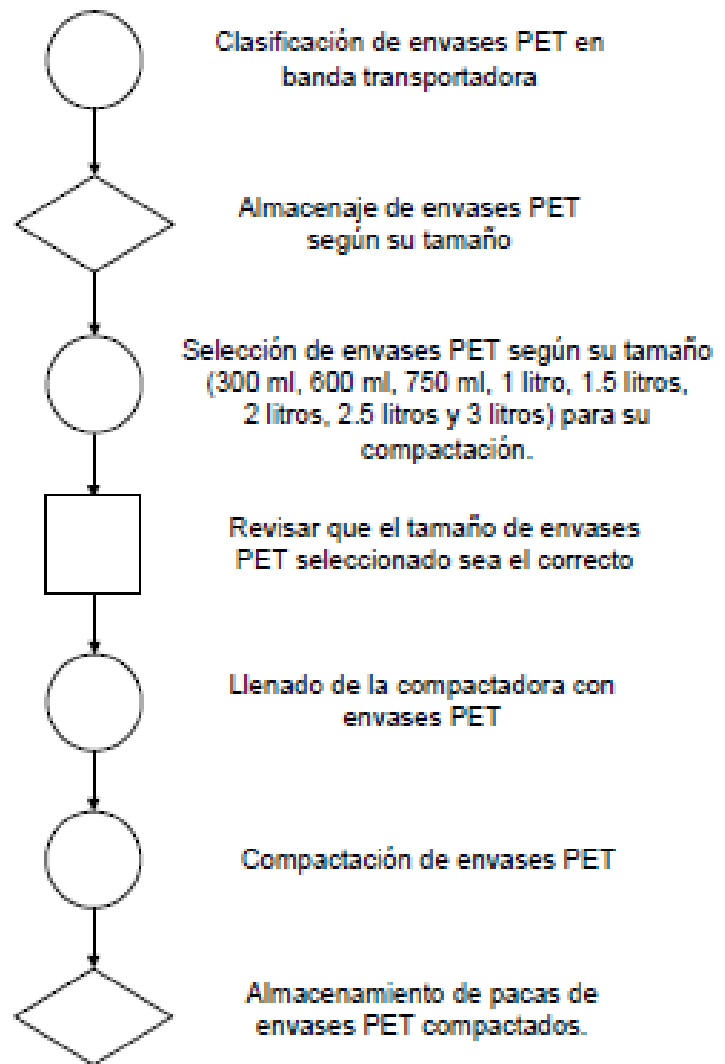 Clasificación de envases PET en
banda transportadora
Almacenaje de envases PET
según su tamaño
Selección de envases PET según su tamaño
(300 ml, 600 ml, 750 ml, 1 litro, 1.5 litros,
2 litros, 2.5 litros y 3 litros) para su
compactación.
Revisar que el tamaño de envases
PET seleccionado sea el correcto
Llenado de la compactadora con
envases PET
Compactación de envases PET
Almacenamiento de pacas de
envases PET compactados.